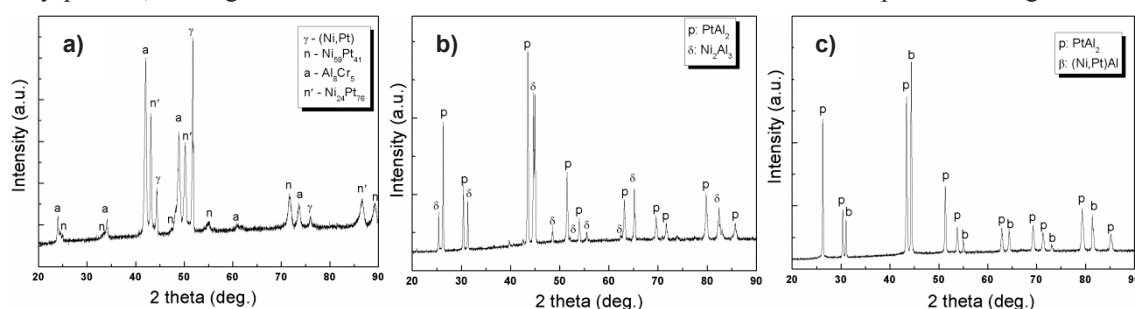 a)
γ - (Ni,Pt)
n - Ni₅₉Pt₄₁
a - Al₈Cr₅
n' - Ni₂₄Pt₇₆
Intensity (a.u.)
a n a n a n' γ n a n' γ n a n a γ n' n
20 30 40 50 60 70 80 90
2 theta (deg.)
b)
p: PtAl₂
δ: Ni₂Al₃
Intensity (a.u.)
δ p p δ p δ δ p δ p δ δ p δ p p p δ p
20 30 40 50 60 70 80 90
2 theta (deg.)
c)
p: PtAl₂
β: (Ni,Pt)Al
Intensity (a.u.)
p p b p b p p b p b p p b p b p
20 30 40 50 60 70 80 90
2 theta (deg.)